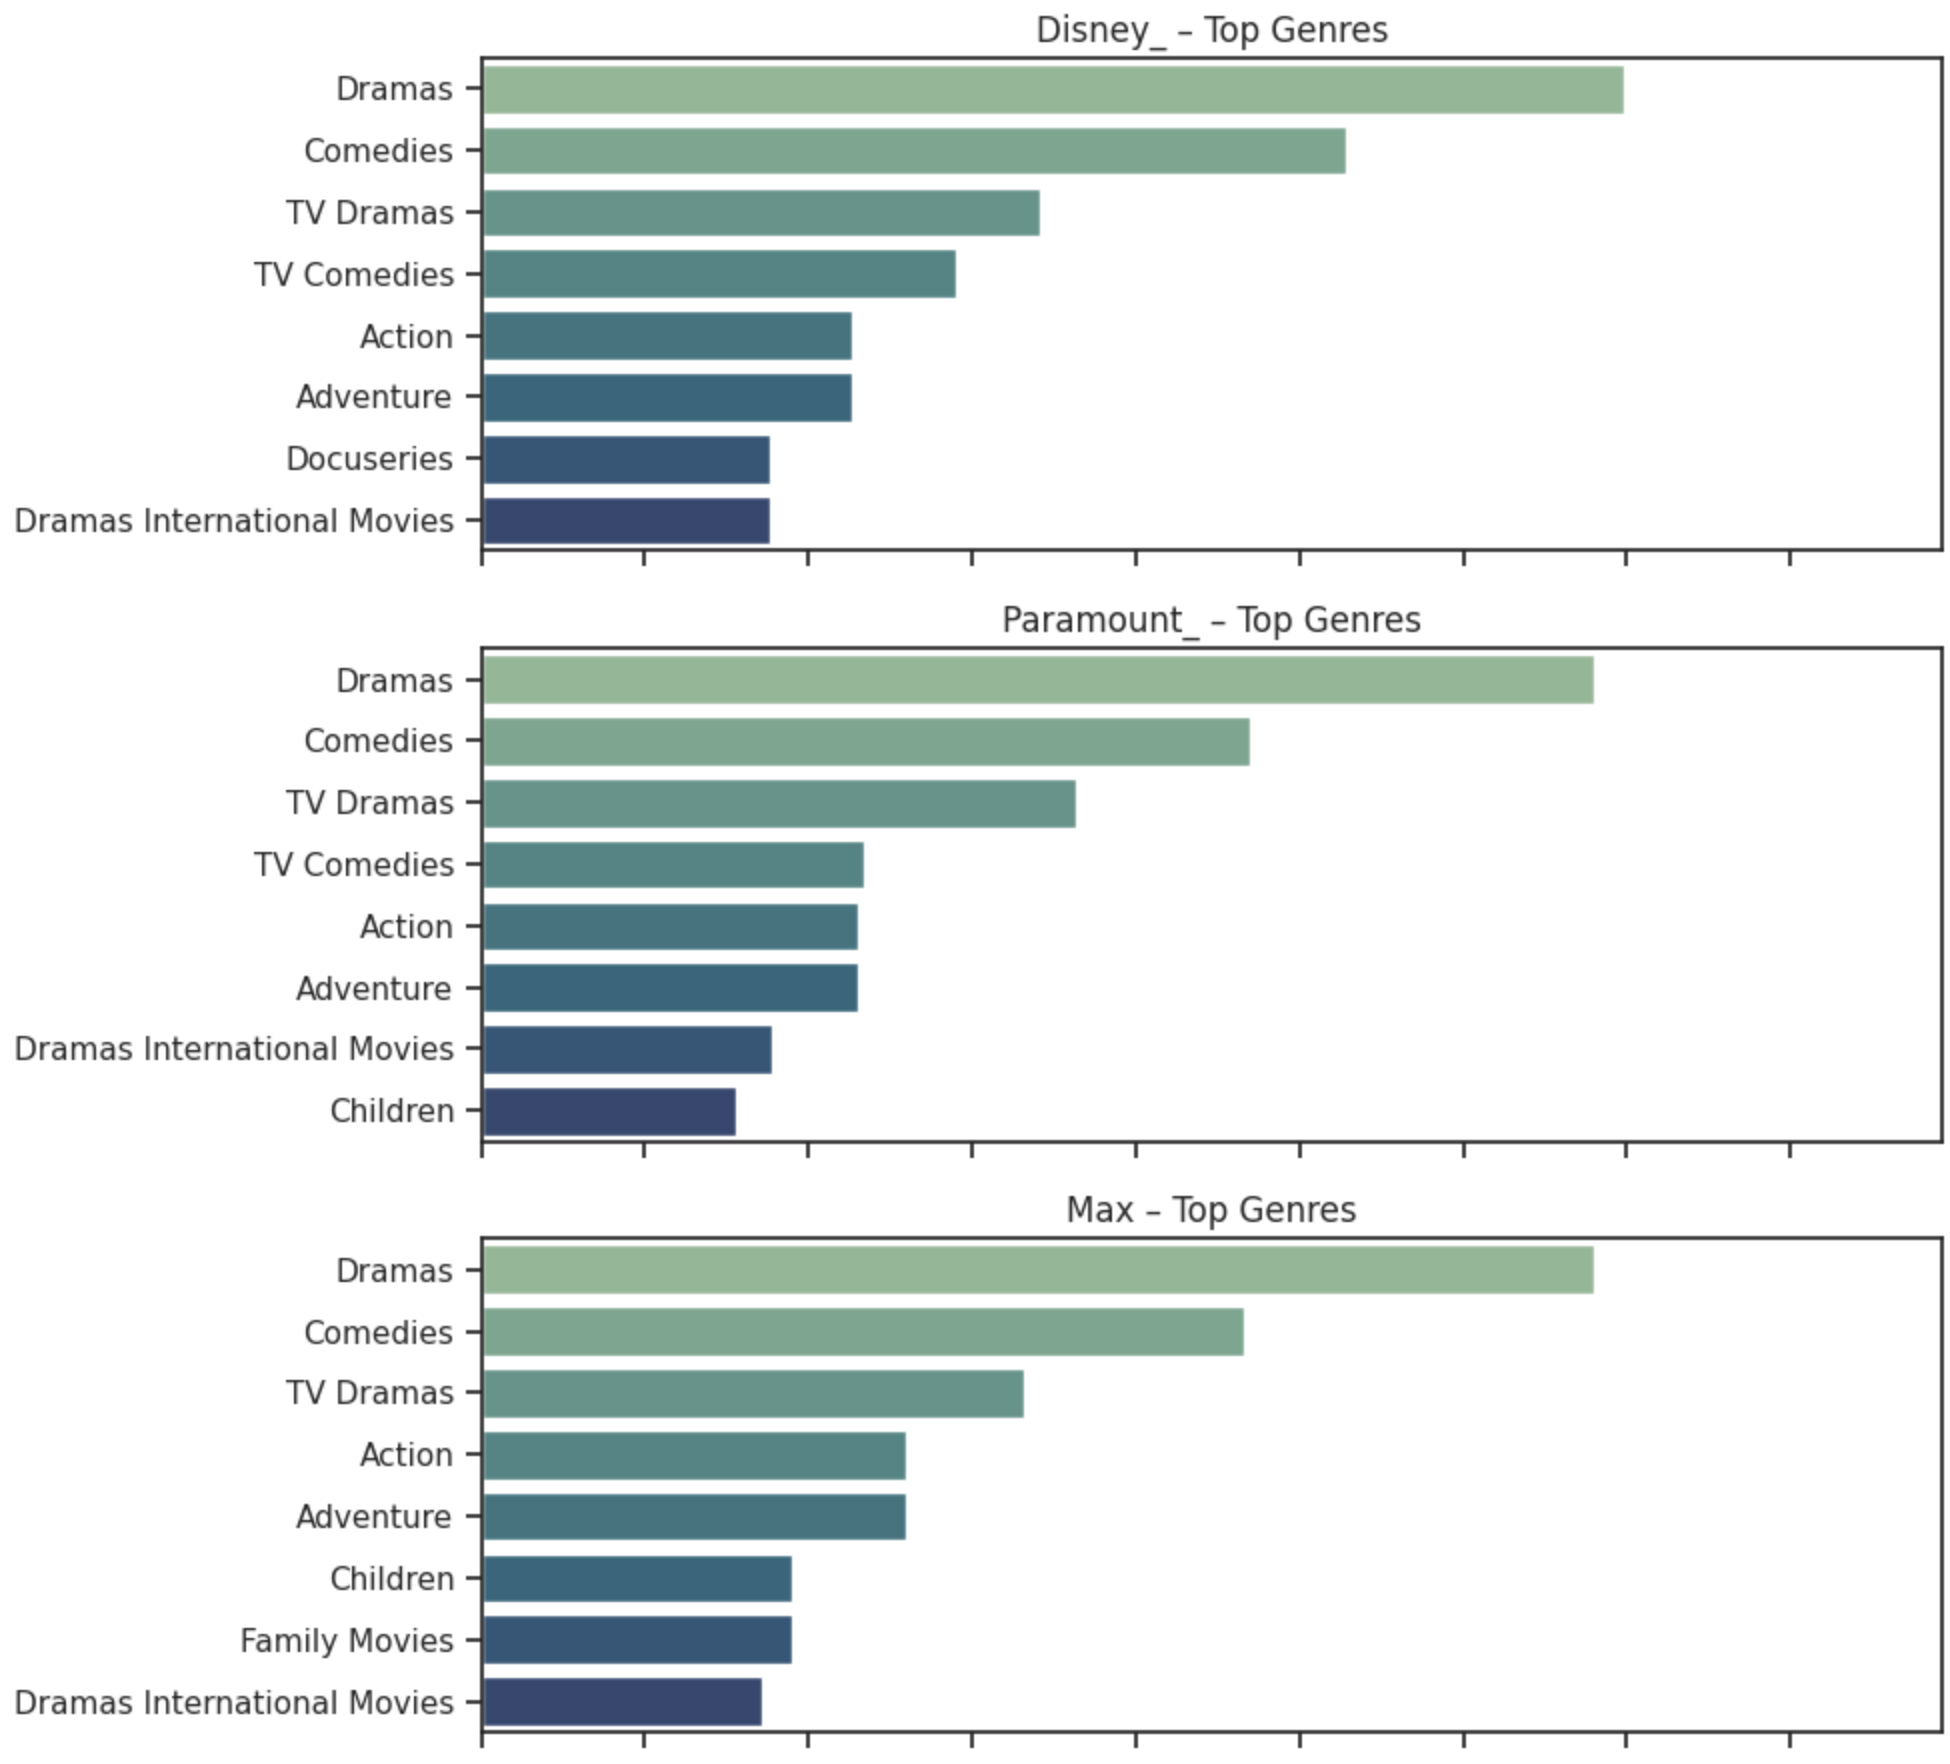 Disney_ – Top Genres
Dramas
Comedies
TV Dramas
TV Comedies
Action
Adventure
Docuseries
Dramas International Movies
Paramount_ – Top Genres
Dramas
Comedies
TV Dramas
TV Comedies
Action
Adventure
Dramas International Movies
Children
Max – Top Genres
Dramas
Comedies
TV Dramas
Action
Adventure
Children
Family Movies
Dramas International Movies